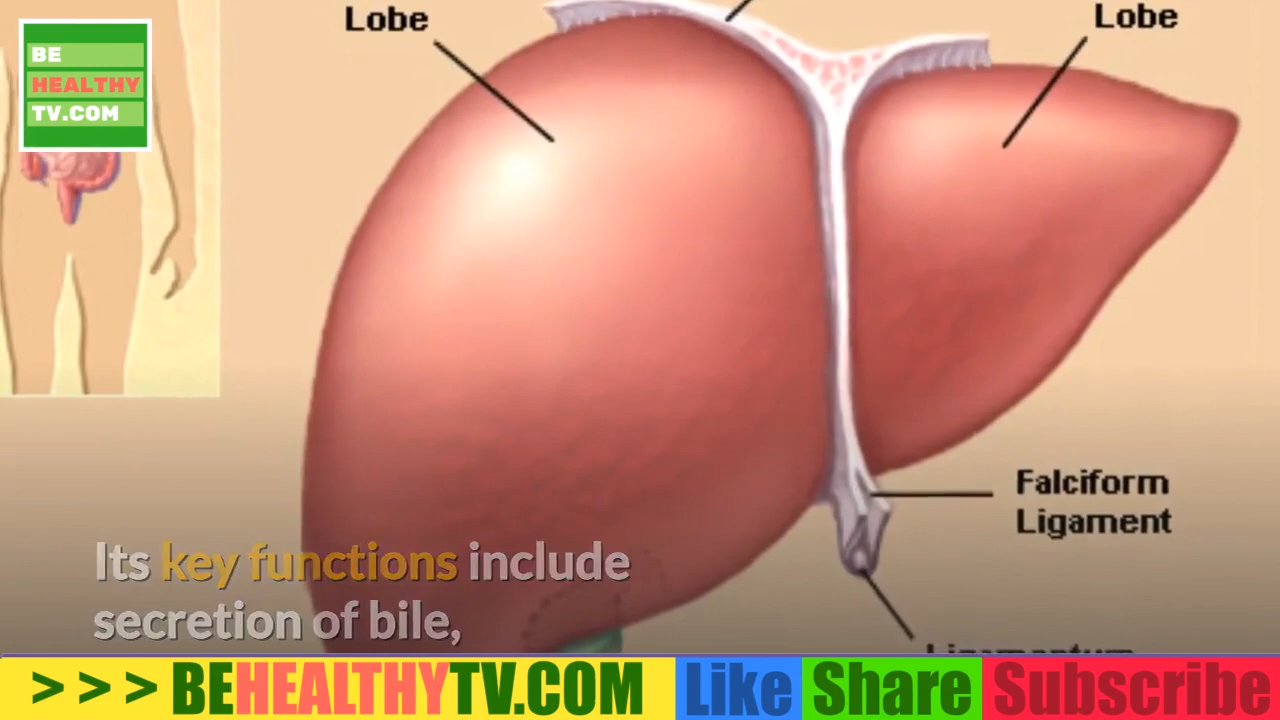 Lobe
Lobe
BE
HEALTHY
TV.COM
Falciform
Ligament
Its key functions include
secretion of bile,
> > > BEHEALTHYTV.COM Like Share Subscribe